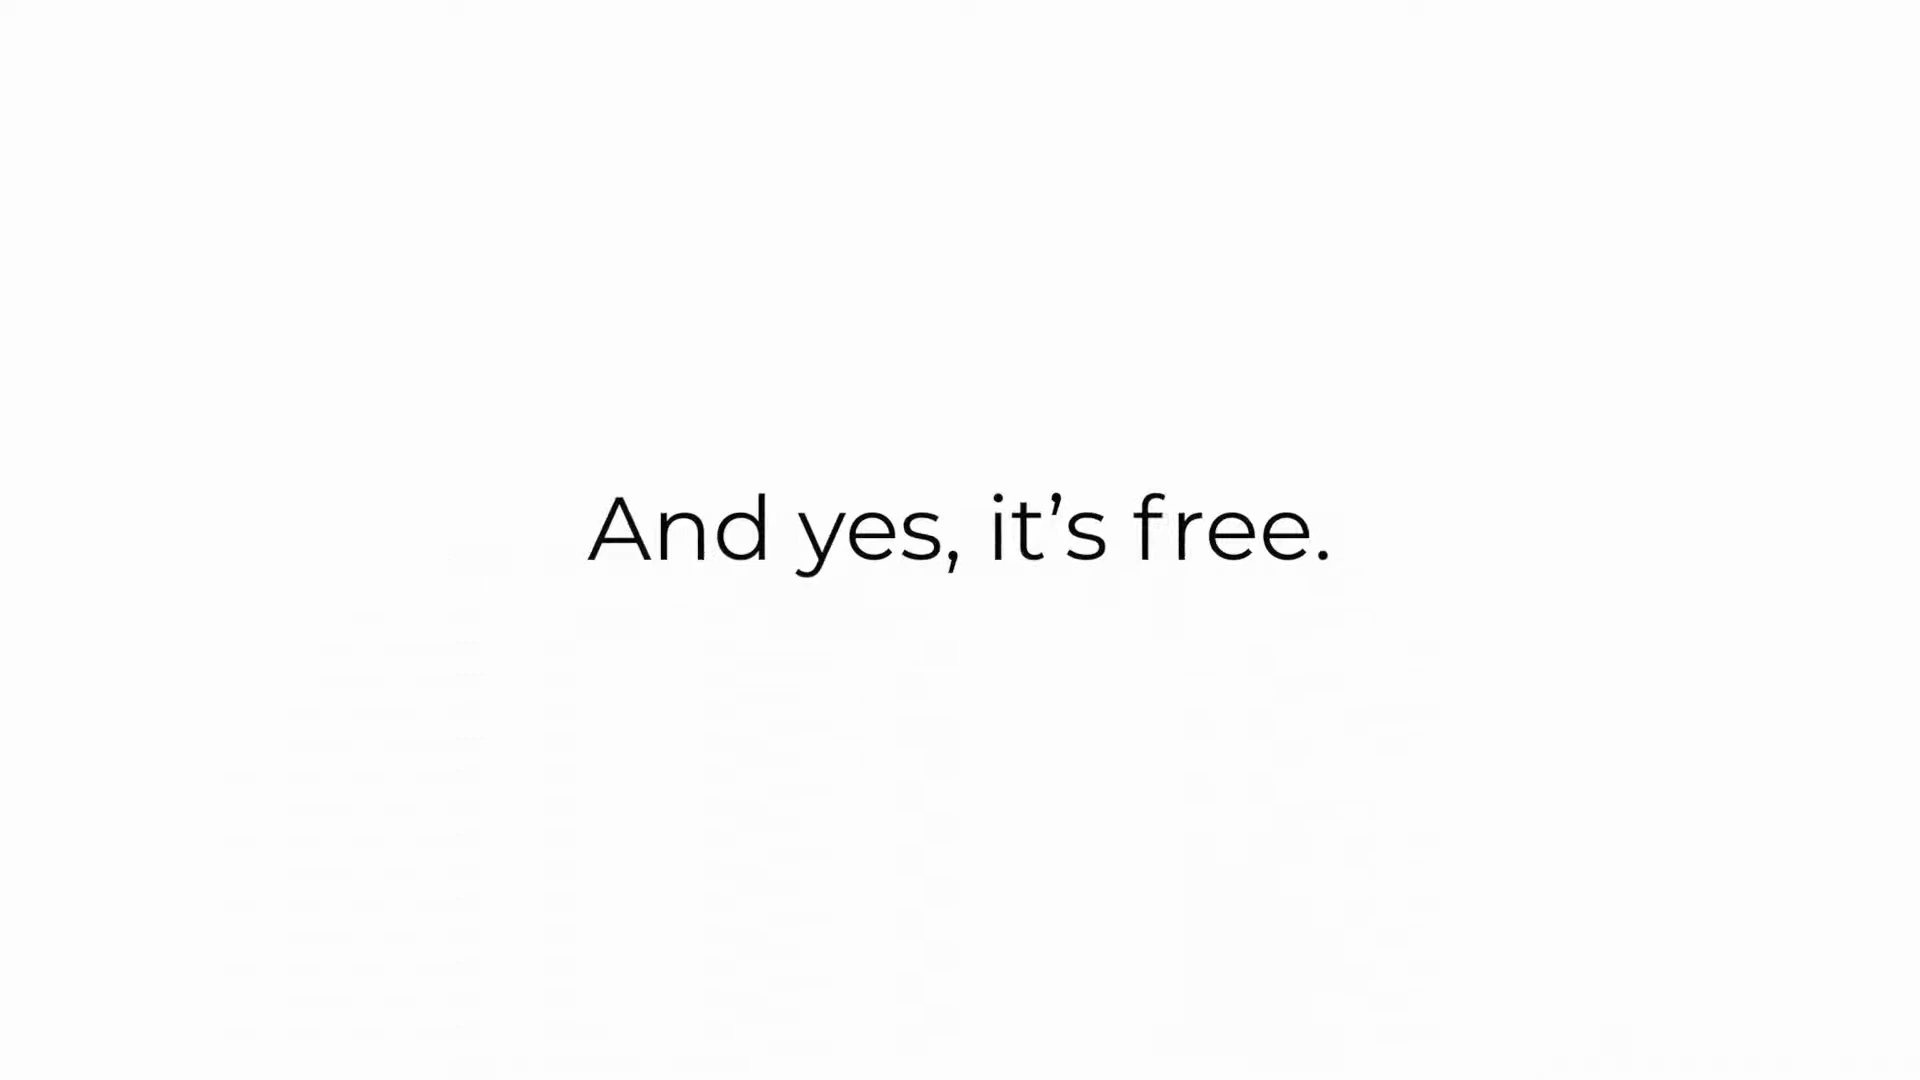 And yes, it’s free.